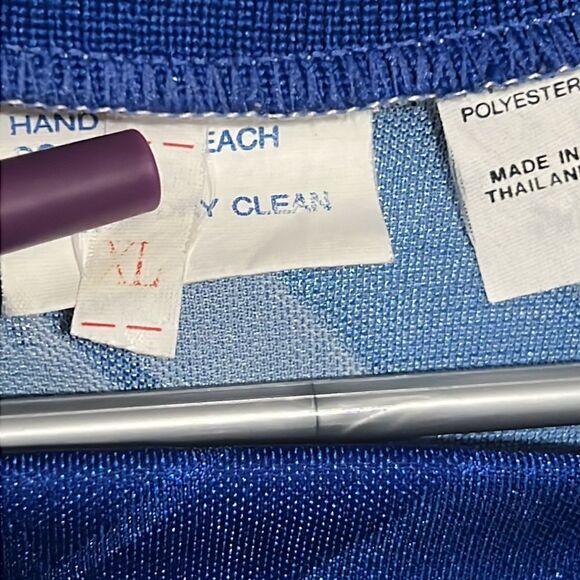 HAND
EACH
Y CLEAN
XL
POLYESTER
MADE IN
THAILAN